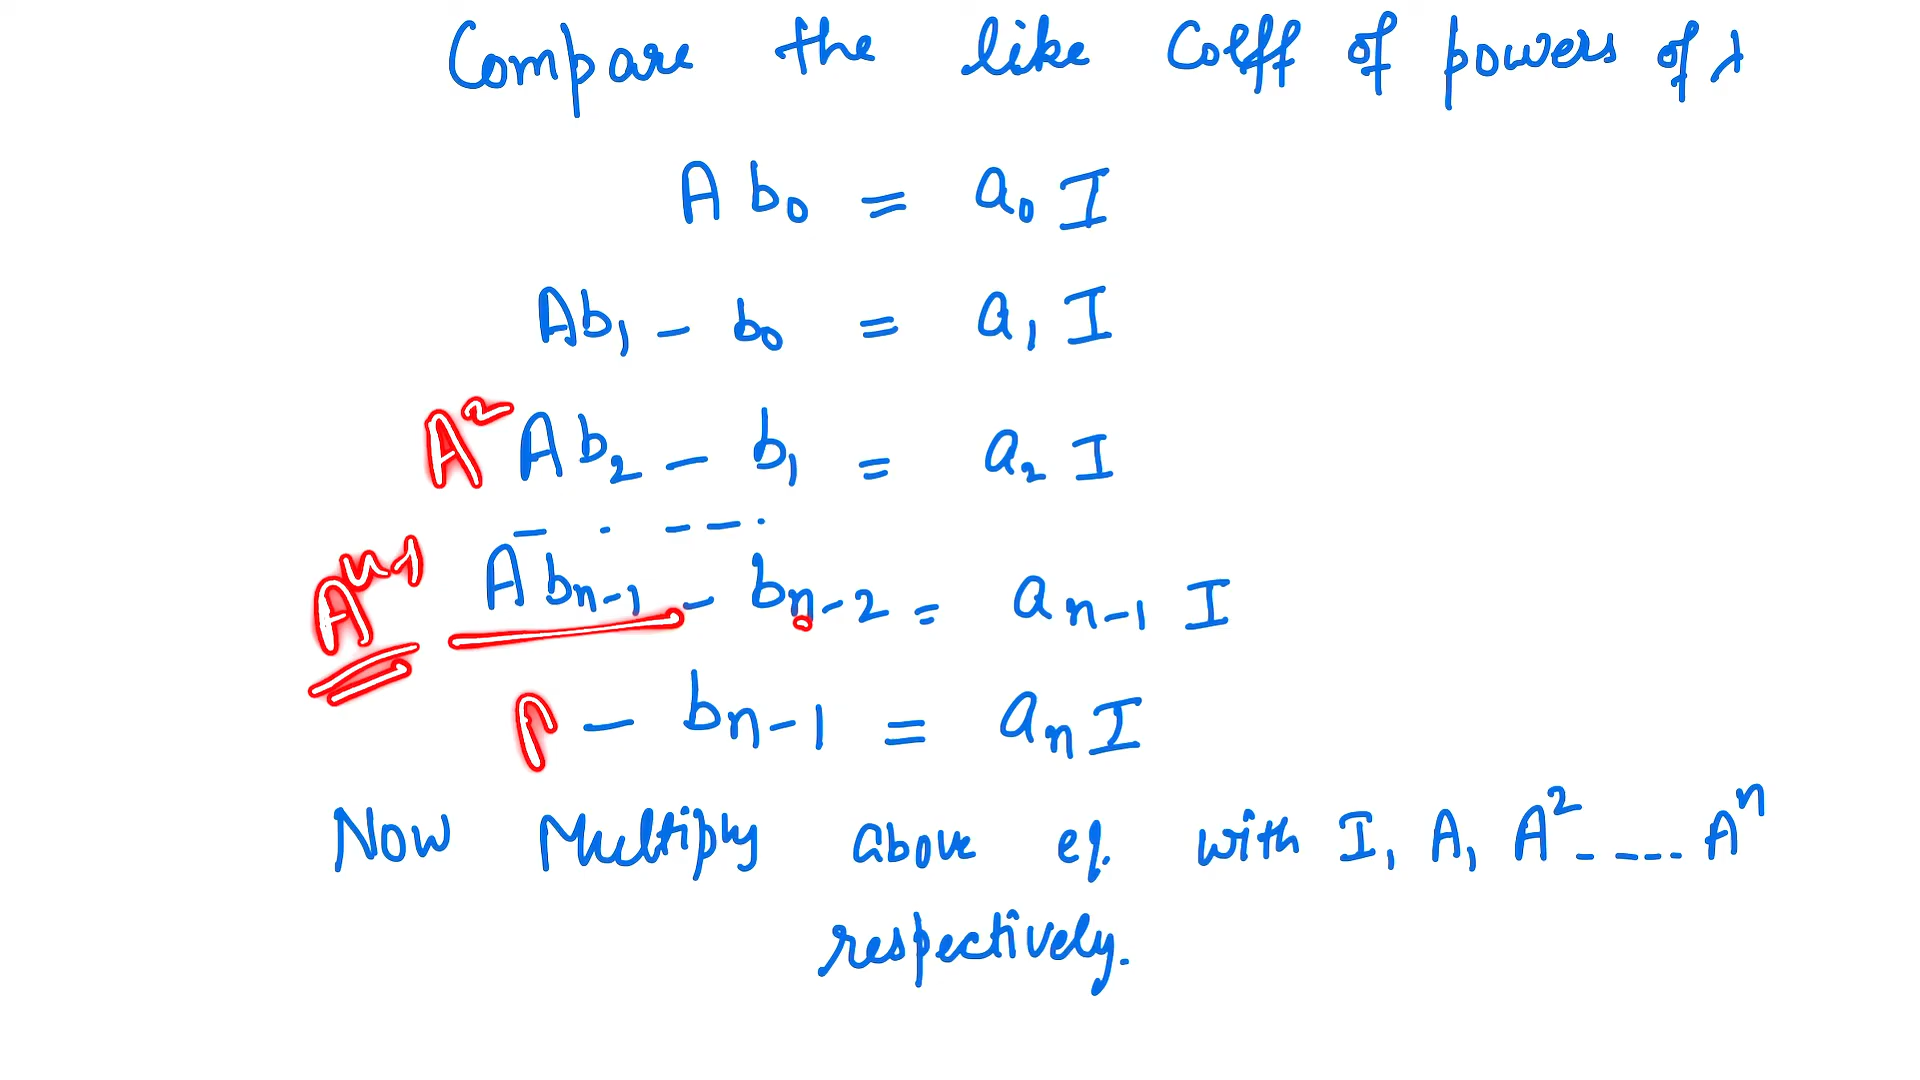 Compare the like Coeff of powers of λ
A b₀ = a₀ I
Ab₁ - b₀ = a₁ I
A² Ab₂ - b₁ = a₂ I
— . — — .
Aⁿ⁻¹ A bₙ₋₁ - bₙ₋₂ = aₙ₋₁ I
- bₙ₋₁ = aₙ I
Now Multiply above eq. with I, A, A² - ---- Aⁿ
respectively.